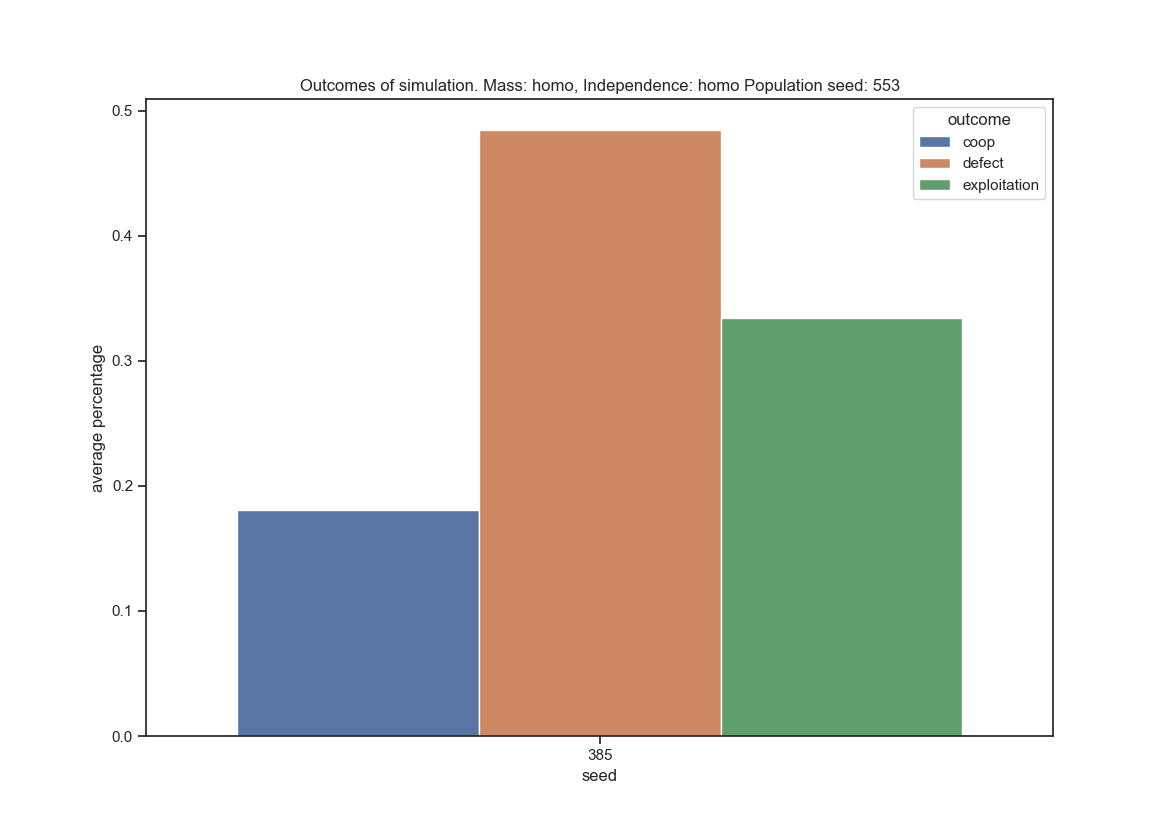 Outcomes of simulation. Mass: homo, Independence: homo Population seed: 553
outcome
coop
defect
exploitation
average percentage
0.5
0.4
0.3
0.2
0.1
0.0
385
seed